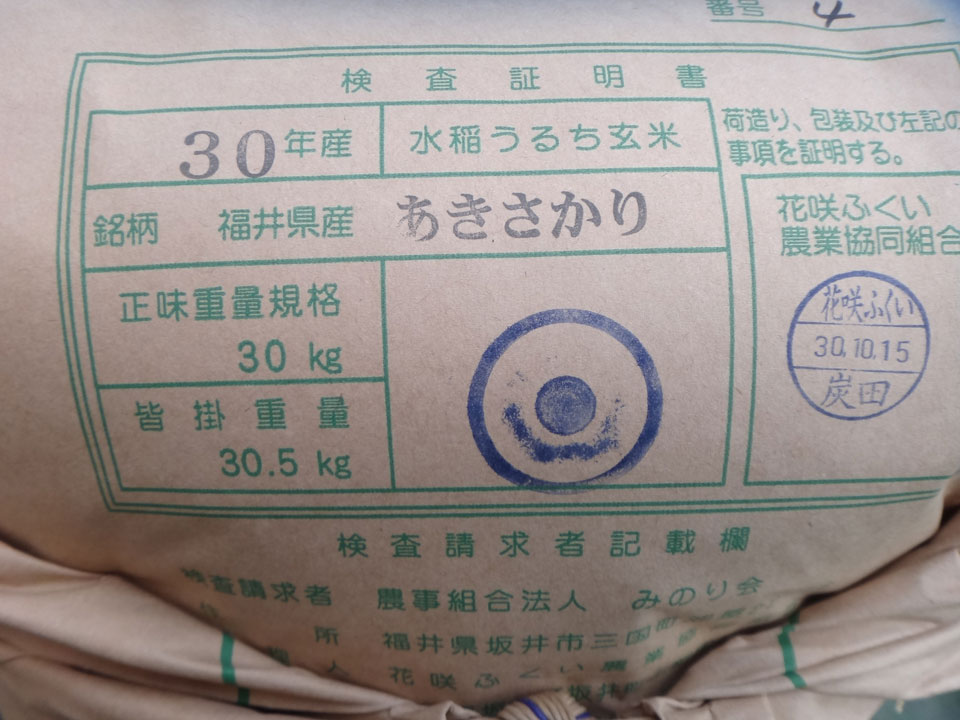 番号 4
検査証明書
30年産 水稲うるち玄米
銘柄 福井県産 あきさかり
正味重量規格
30 kg
皆掛重量
30.5 kg
荷造り、包装及び左記の
事項を証明する。
花咲ふくい
農業協同組合
花咲ふくい
30.10.15
炭田
検査請求者記載欄
検査請求者 農事組合法人 みのり会
住所 福井県坂井市三国町
花咲ふくい農業協
坂井